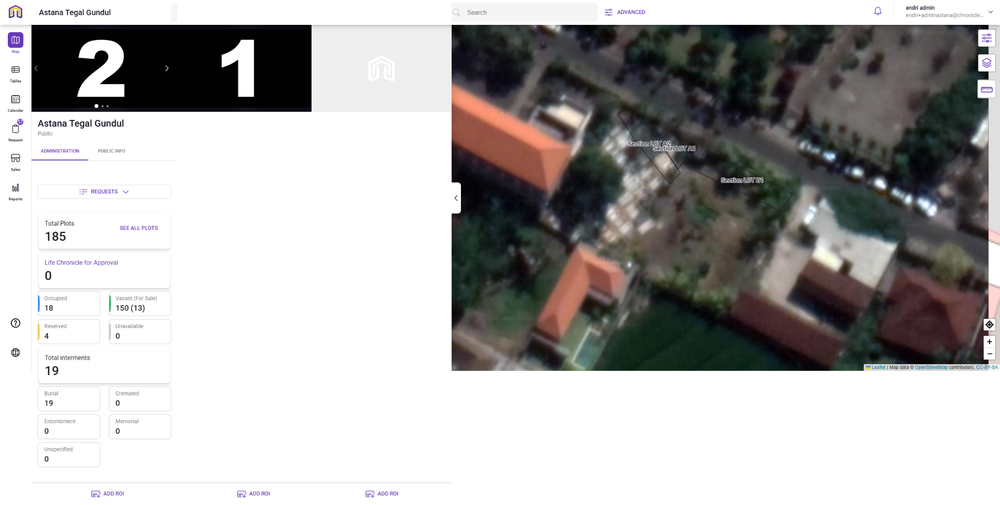 Astana Tegal Gundul
Search
ADVANCED
endri admin
endri+adminastana@chronicle...
Map
Tables
Calendar
57
Request
Sales
Reports
2
1
Astana Tegal Gundul
Public
ADMINISTRATION
PUBLIC INFO
REQUESTS
Total Plots
185
SEE ALL PLOTS
Life Chronicle for Approval
0
Occupied
18
Vacant (For Sale)
150 (13)
Reserved
4
Unavailable
0
Total interments
19
Burial
19
Cremated
0
Entombment
0
Memorial
0
Unspecified
0
ADD ROI
ADD ROI
ADD ROI
Section LOT A2
Section LOT A1
Section LOT B1
+
−
Leaflet | Map data © OpenStreetMap contributors, CC-BY-SA